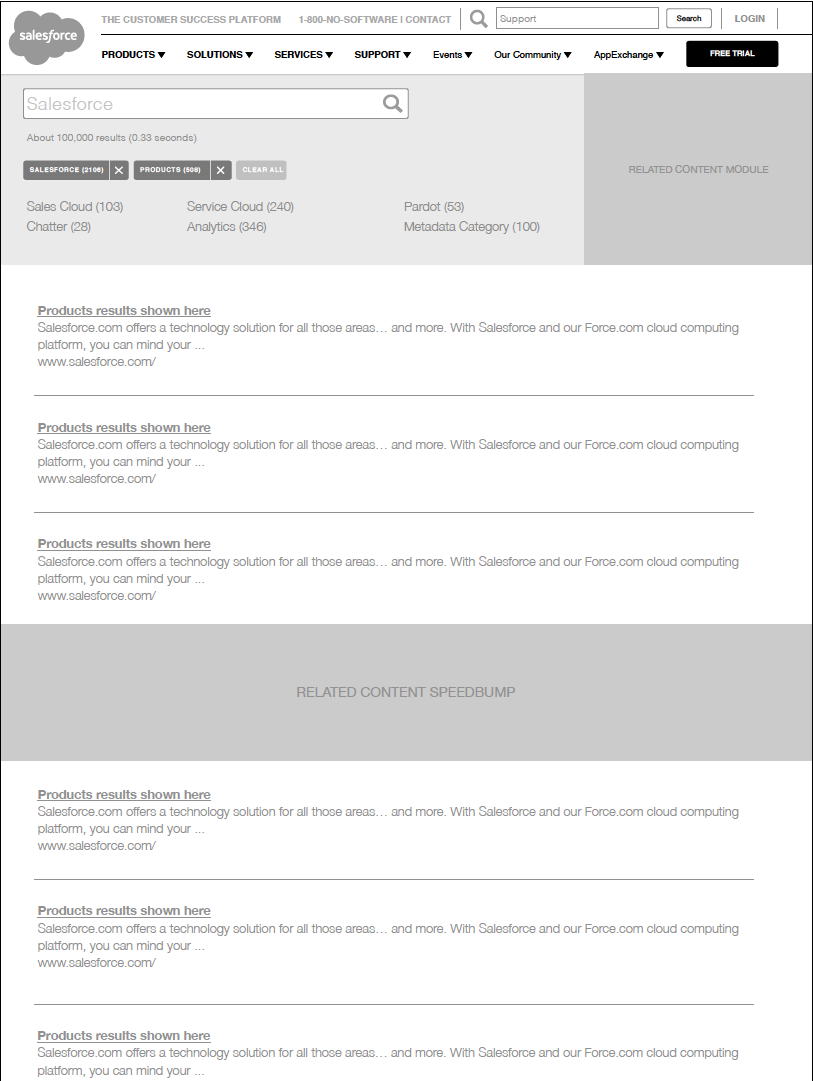 salesforce
THE CUSTOMER SUCCESS PLATFORM 1-800-NO-SOFTWARE | CONTACT Support Search LOGIN
PRODUCTS ▼ SOLUTIONS ▼ SERVICES ▼ SUPPORT ▼ Events ▼ Our Community ▼ AppExchange ▼ FREE TRIAL
Salesforce
About 100,000 results (0.33 seconds)
SALESFORCE (2106) X PRODUCTS (508) X CLEAR ALL
RELATED CONTENT MODULE
Sales Cloud (103) Service Cloud (240) Pardot (53)
Chatter (28) Analytics (346) Metadata Category (100)
Products results shown here
Salesforce.com offers a technology solution for all those areas… and more. With Salesforce and our Force.com cloud computing
platform, you can mind your ...
www.salesforce.com/
Products results shown here
Salesforce.com offers a technology solution for all those areas… and more. With Salesforce and our Force.com cloud computing
platform, you can mind your ...
www.salesforce.com/
Products results shown here
Salesforce.com offers a technology solution for all those areas… and more. With Salesforce and our Force.com cloud computing
platform, you can mind your ...
www.salesforce.com/
RELATED CONTENT SPEEDBUMP
Products results shown here
Salesforce.com offers a technology solution for all those areas… and more. With Salesforce and our Force.com cloud computing
platform, you can mind your ...
www.salesforce.com/
Products results shown here
Salesforce.com offers a technology solution for all those areas… and more. With Salesforce and our Force.com cloud computing
platform, you can mind your ...
www.salesforce.com/
Products results shown here
Salesforce.com offers a technology solution for all those areas… and more. With Salesforce and our Force.com cloud computing
platform, you can mind your ...